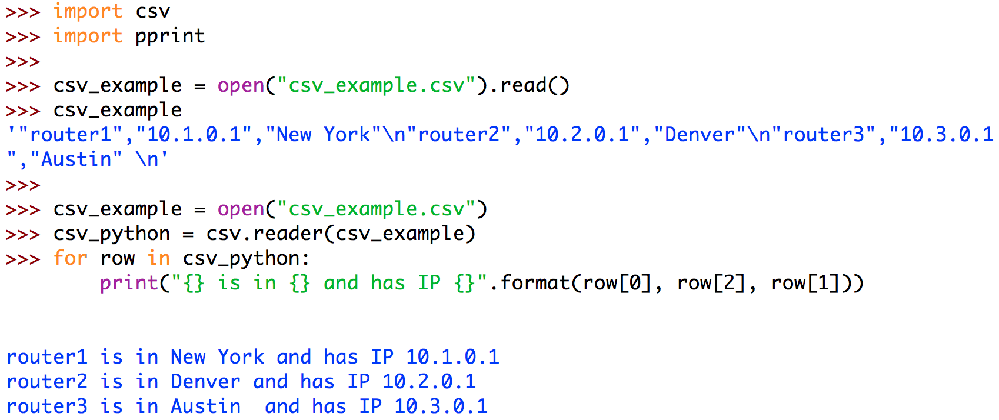 >>> import csv
>>> import pprint
>>>
>>> csv_example = open("csv_example.csv").read()
>>> csv_example
'"router1","10.1.0.1","New York"\n"router2","10.2.0.1","Denver"\n"router3","10.3.0.1
","Austin" \n'
>>>
>>> csv_example = open("csv_example.csv")
>>> csv_python = csv.reader(csv_example)
>>> for row in csv_python:
        print("{} is in {} and has IP {}".format(row[0], row[2], row[1]))
router1 is in New York and has IP 10.1.0.1
router2 is in Denver and has IP 10.2.0.1
router3 is in Austin  and has IP 10.3.0.1